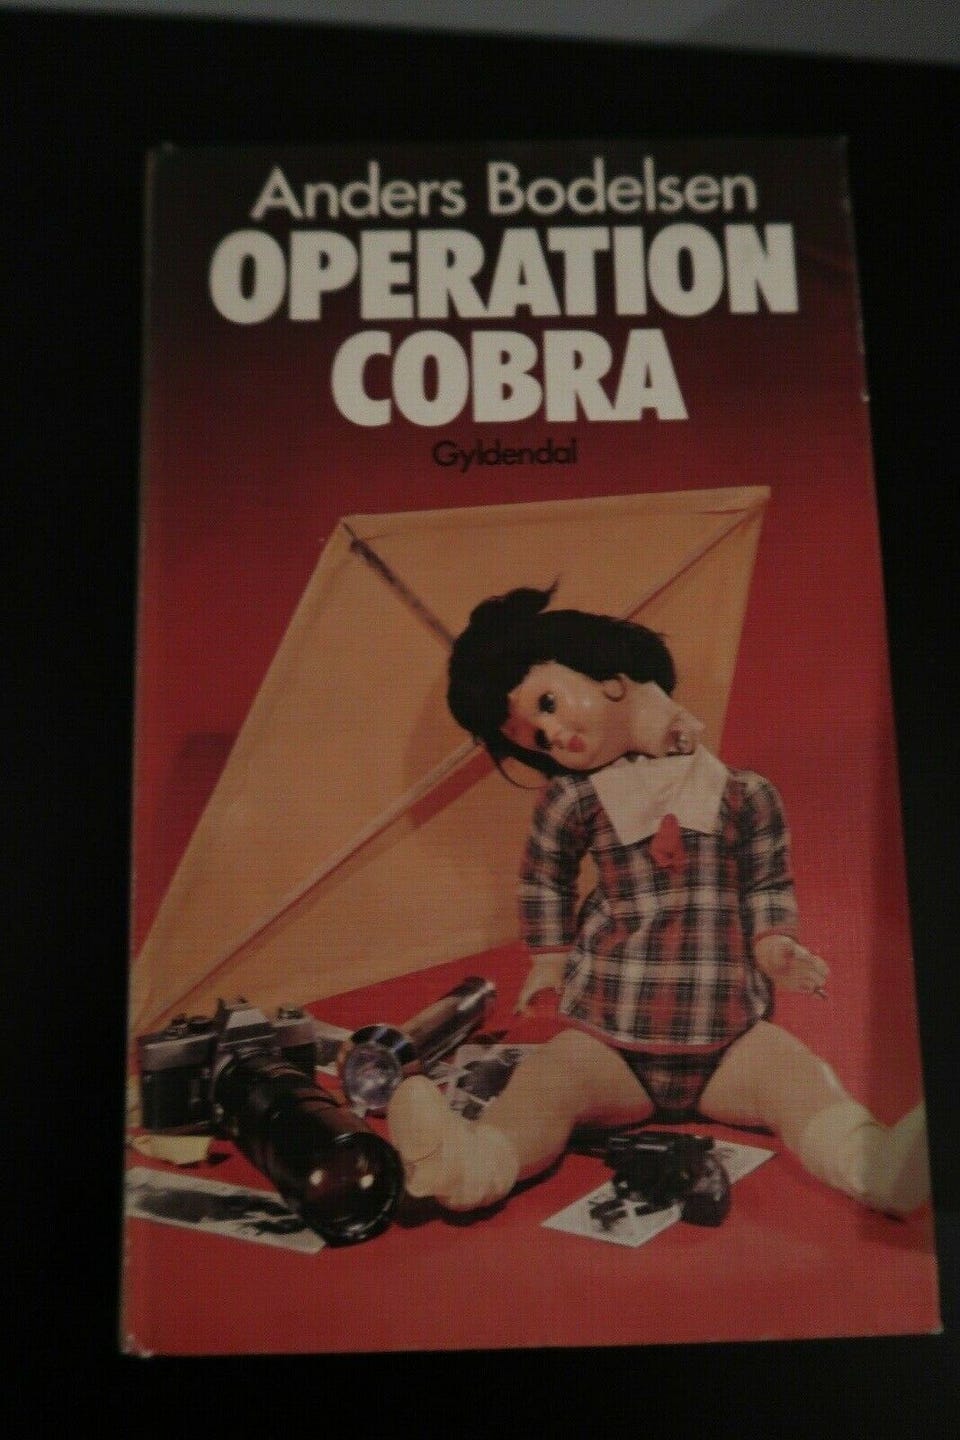 Anders Bodelsen
OPERATION
COBRA
Gyldendal